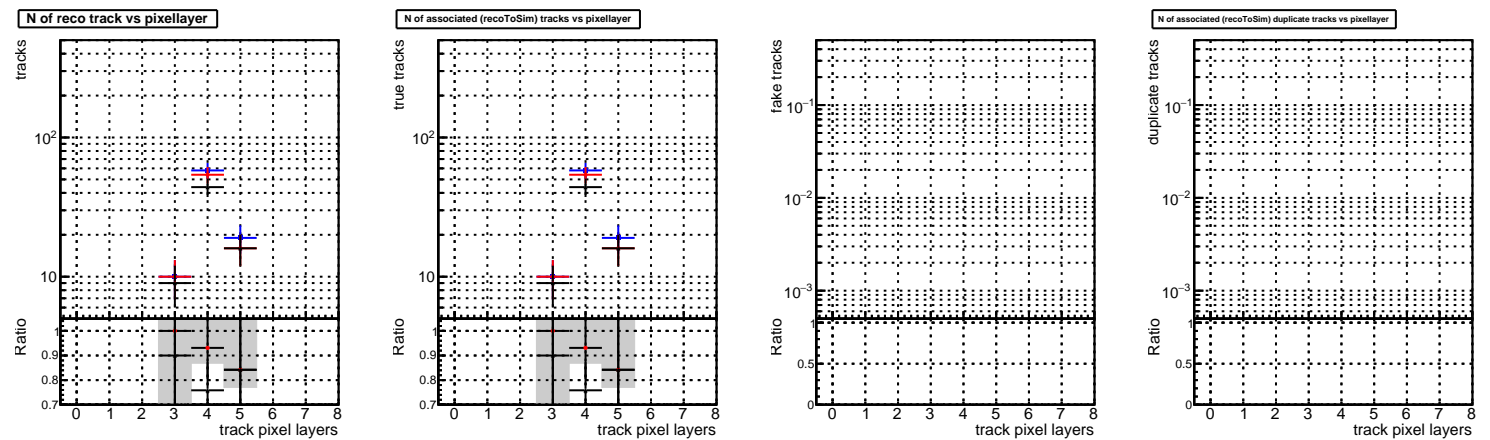 N of reco track vs pixellayer
tracks
10²
10
Ratio
1
0.9
0.8
0.7
0 1 2 3 4 5 6 7 8
track pixel layers
N of associated (recoToSim) tracks vs pixellayer
true tracks
10²
10
Ratio
1
0.9
0.8
0.7
0 1 2 3 4 5 6 7 8
track pixel layers
fake tracks
10⁻¹
10⁻²
10⁻³
Ratio
1
0.5
0
0 1 2 3 4 5 6 7 8
track pixel layers
N of associated (recoToSim) duplicate tracks vs pixellayer
duplicate tracks
10⁻¹
10⁻²
10⁻³
Ratio
1
0.5
0
0 1 2 3 4 5 6 7 8
track pixel layers